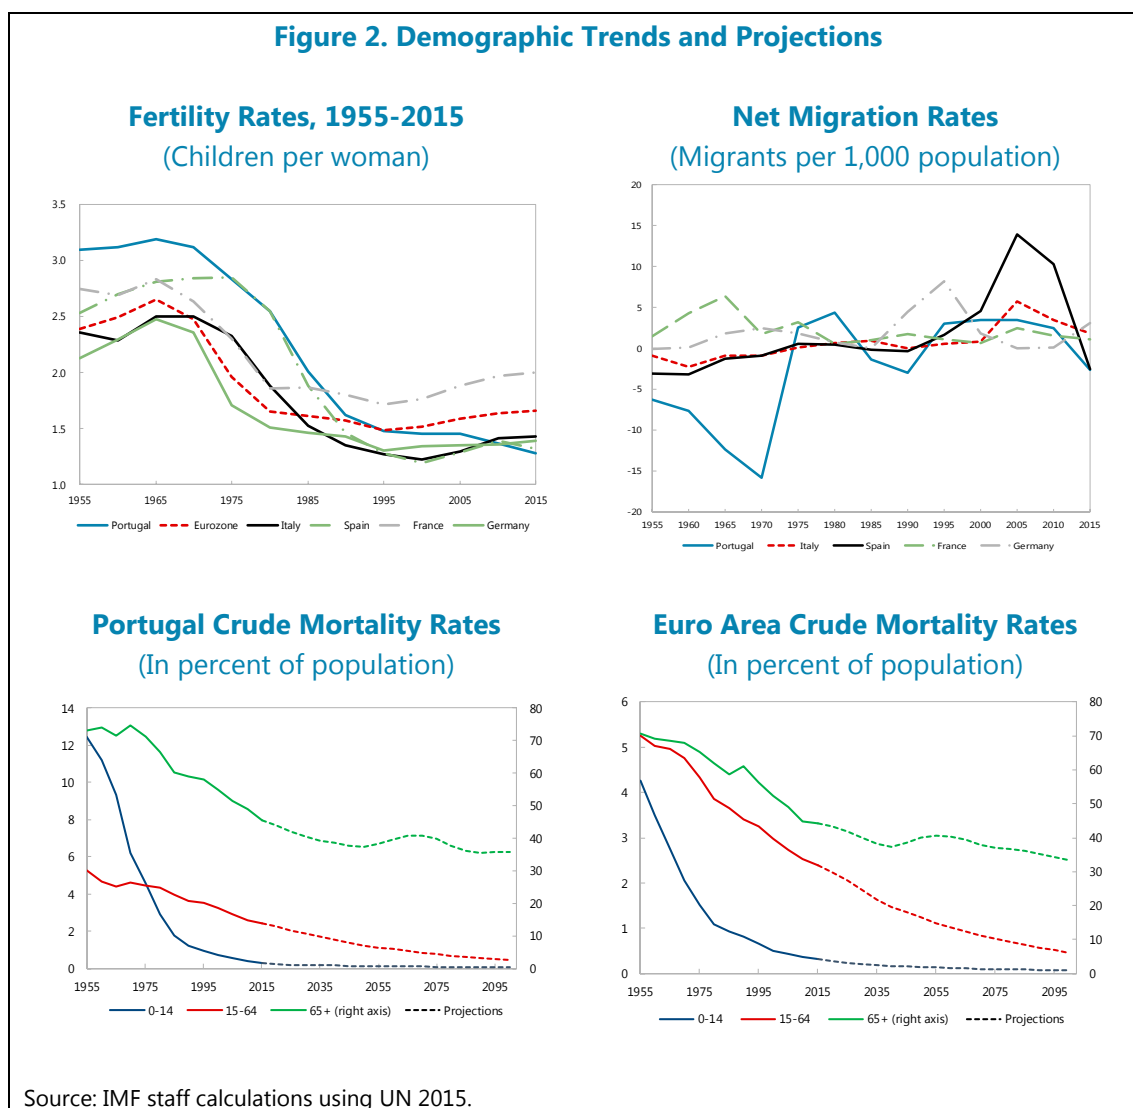 Figure 2. Demographic Trends and Projections
Fertility Rates, 1955-2015
(Children per woman)
3.5
3.0
2.5
2.0
1.5
1.0
1955 1965 1975 1985 1995 2005 2015
Portugal Eurozone Italy Spain France Germany
Net Migration Rates
(Migrants per 1,000 population)
20
15
10
5
0
-5
-10
-15
-20
1955 1960 1965 1970 1975 1980 1985 1990 1995 2000 2005 2010 2015
Portugal Italy Spain France Germany
Portugal Crude Mortality Rates
(In percent of population)
14
12
10
8
6
4
2
0
80
70
60
50
40
30
20
10
0
1955 1975 1995 2015 2035 2055 2075 2095
0-14 15-64 65+ (right axis) Projections
Euro Area Crude Mortality Rates
(In percent of population)
6
5
4
3
2
1
0
80
70
60
50
40
30
20
10
0
1955 1975 1995 2015 2035 2055 2075 2095
0-14 15-64 65+ (right axis) Projections
Source: IMF staff calculations using UN 2015.